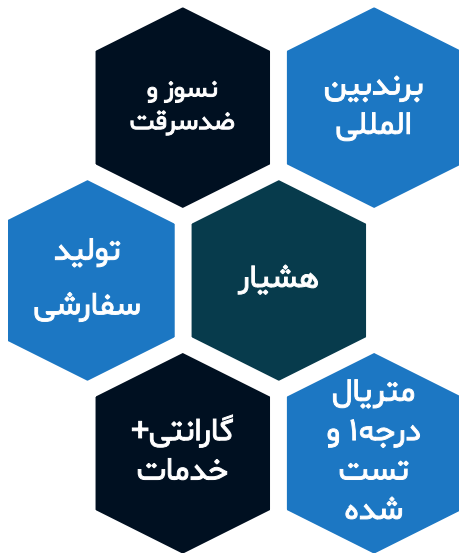 برندبین
المللی
نسوز و
ضدسرقت
هشیار
تولید
سفارشی
متریال
درجه۱ و
تست
شده
گارانتی+
خدمات